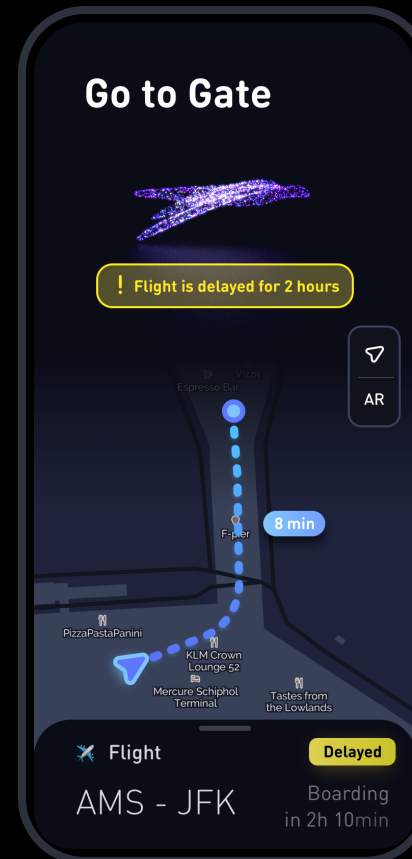 Go to Gate
! Flight is delayed for 2 hours
Vizzit
Espresso Bar
AR
8 min
F-pier
PizzaPastaPanini
KLM Crown
Lounge 52
Mercure Schiphol
Terminal
Tastes from
the Lowlands
Flight
Delayed
AMS - JFK
Boarding
in 2h 10min